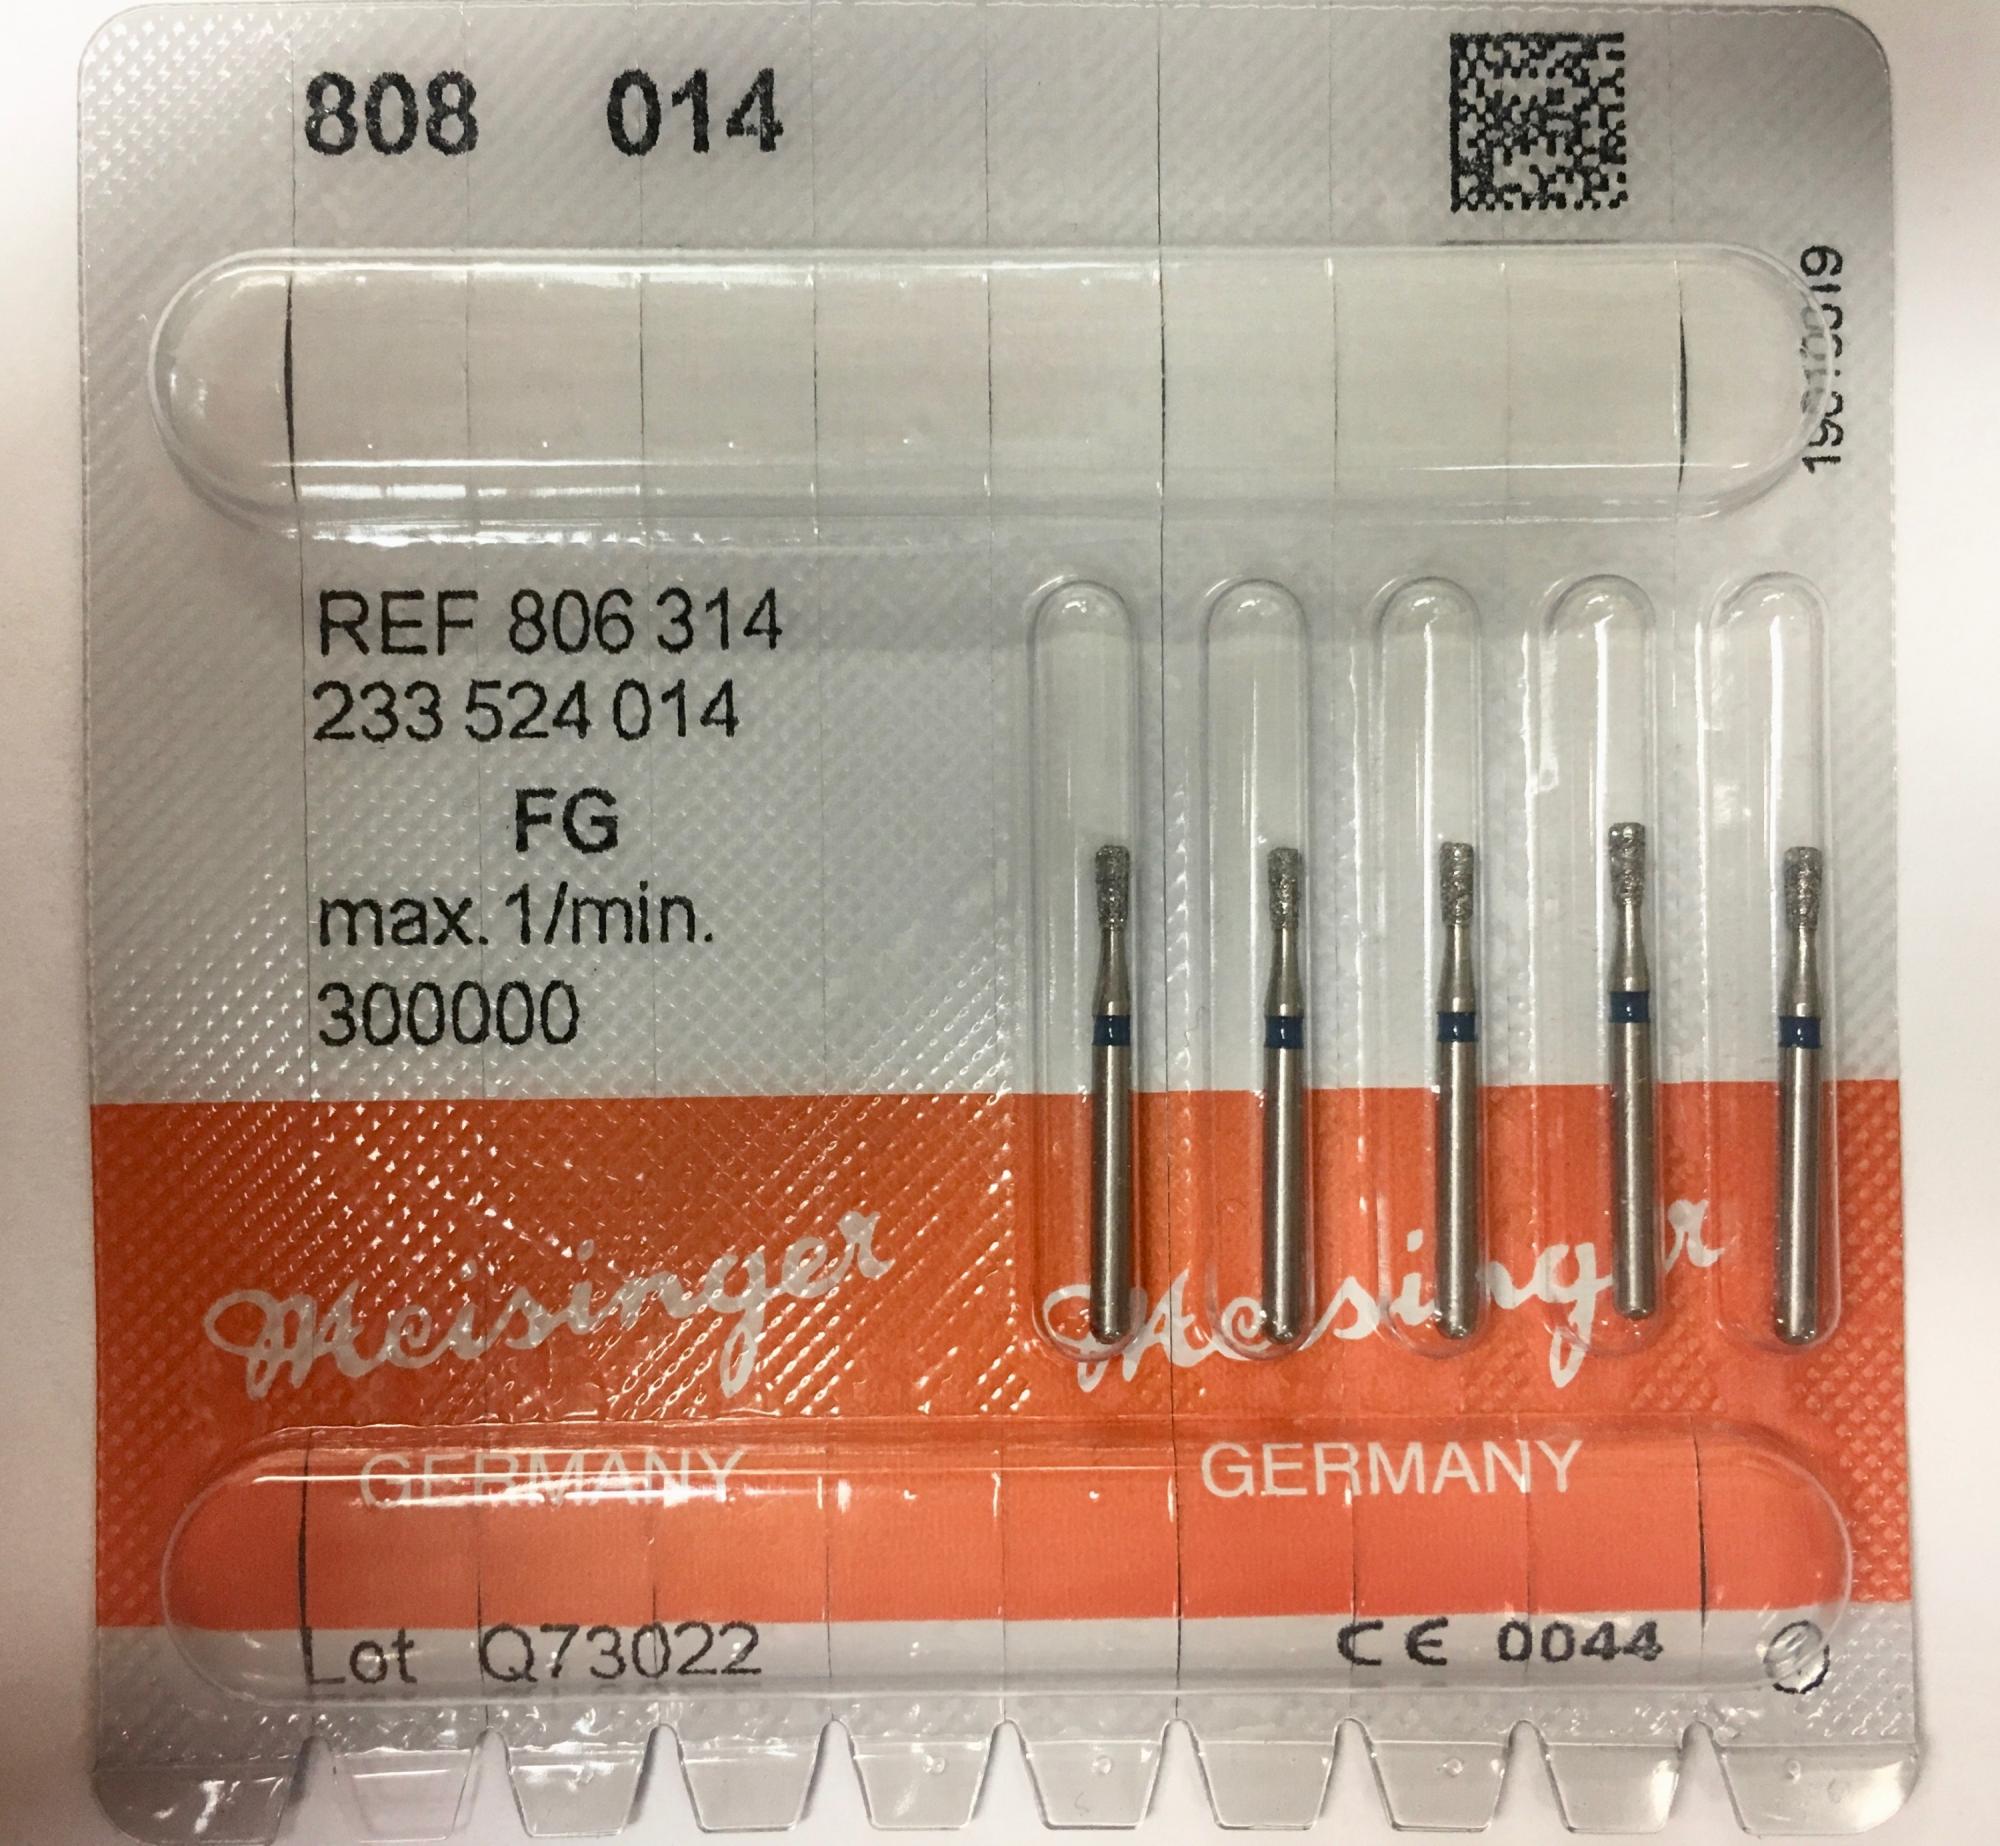 808 014
REF 806 314
233 524 014
FG
max. 1/min.
300000
Meisinger
Meisinger
GERMANY
GERMANY
Lot Q73022
CE 0044